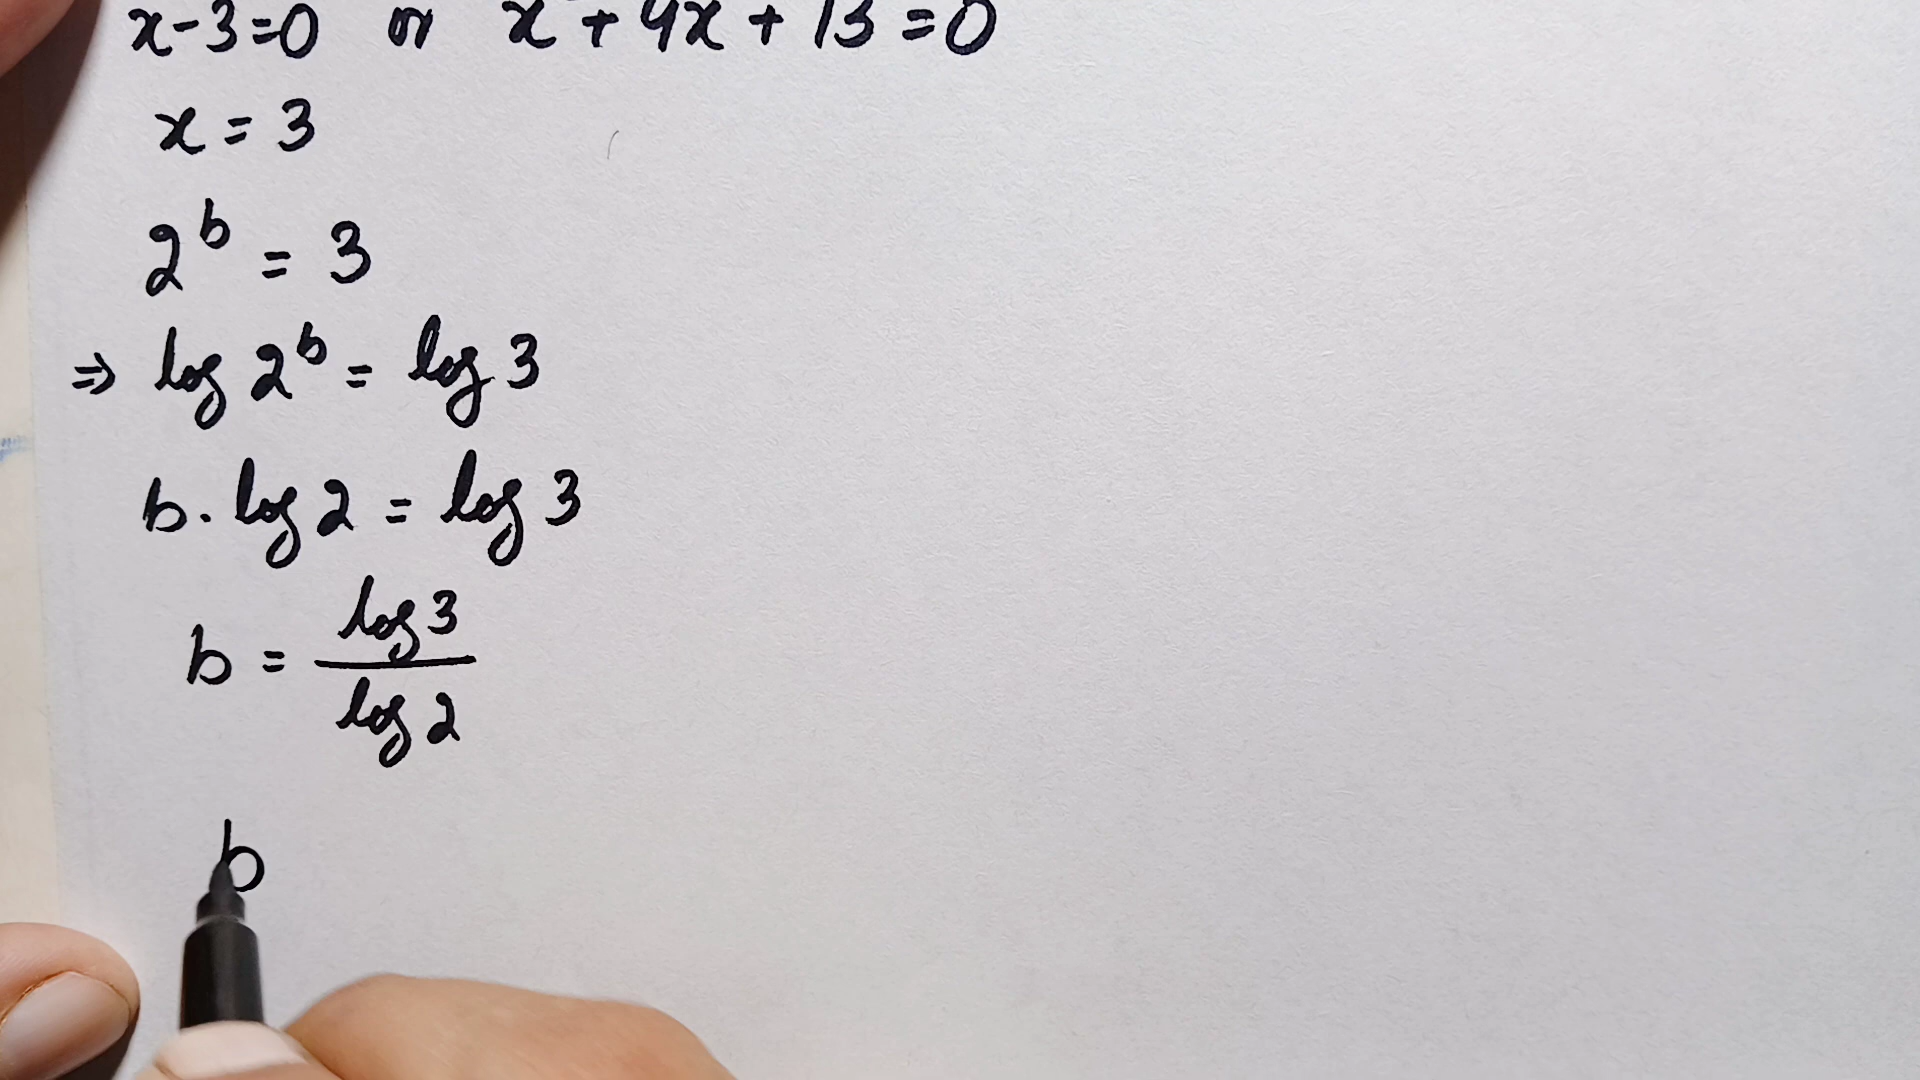 x-3=0 or x + 4x + 13 = 0
x = 3
2^b = 3
⇒ log 2^b = log 3
b. log 2 = log 3
b = log 3 / log 2
b